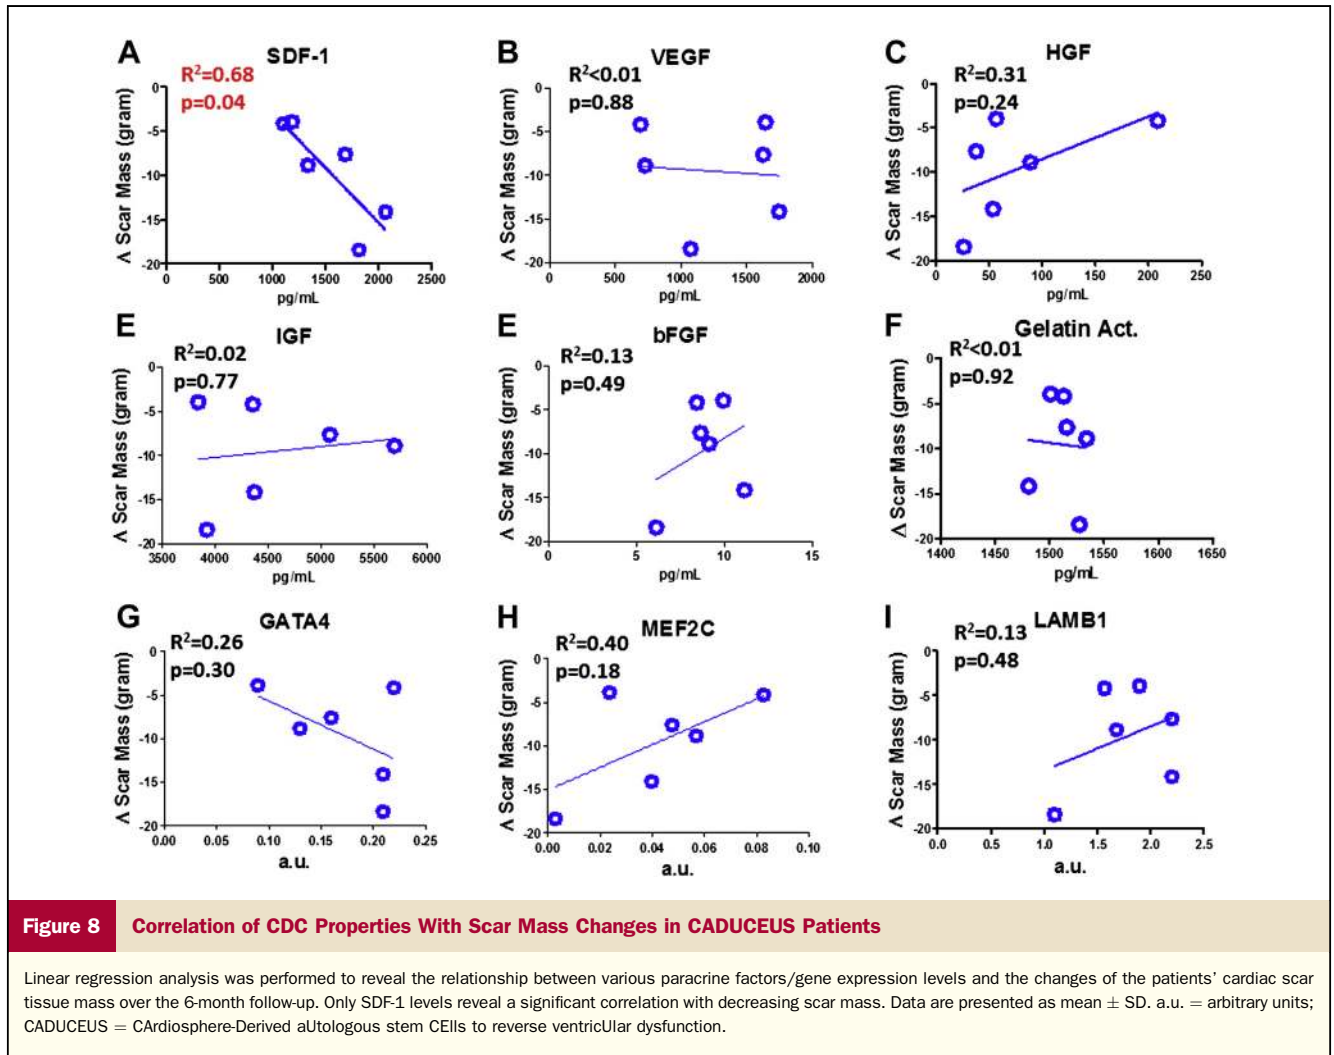 A SDF-1
R²=0.68
p=0.04
Δ Scar Mass (gram)
0
-5
-10
-15
-20
0 500 1000 1500 2000 2500
pg/mL
B VEGF
R²<0.01
p=0.88
Δ Scar Mass (gram)
0
-5
-10
-15
-20
0 500 1000 1500 2000
pg/mL
C HGF
R²=0.31
p=0.24
Δ Scar Mass (gram)
0
-5
-10
-15
-20
0 50 100 150 200 250
pg/mL
E IGF
R²=0.02
p=0.77
Δ Scar Mass (gram)
0
-5
-10
-15
-20
3500 4000 4500 5000 5500 6000
pg/mL
E bFGF
R²=0.13
p=0.49
Δ Scar Mass (gram)
0
-5
-10
-15
-20
0 5 10 15
pg/mL
F Gelatin Act.
R²<0.01
p=0.92
Δ Scar Mass (gram)
0
-5
-10
-15
-20
1400 1450 1500 1550 1600 1650
pg/mL
G GATA4
R²=0.26
p=0.30
Δ Scar Mass (gram)
0
-5
-10
-15
-20
0.00 0.05 0.10 0.15 0.20 0.25
a.u.
H MEF2C
R²=0.40
p=0.18
Δ Scar Mass (gram)
0
-5
-10
-15
-20
0.00 0.02 0.04 0.06 0.08 0.10
a.u.
I LAMB1
R²=0.13
p=0.48
Δ Scar Mass (gram)
0
-5
-10
-15
-20
0.0 0.5 1.0 1.5 2.0 2.5
a.u.
Figure 8 Correlation of CDC Properties With Scar Mass Changes in CADUCEUS Patients
Linear regression analysis was performed to reveal the relationship between various paracrine factors/gene expression levels and the changes of the patients' cardiac scar
tissue mass over the 6-month follow-up. Only SDF-1 levels reveal a significant correlation with decreasing scar mass. Data are presented as mean ± SD. a.u. = arbitrary units;
CADUCEUS = CArdiosphere-Derived aUtologous stem CElls to reverse ventricUlar dysfunction.